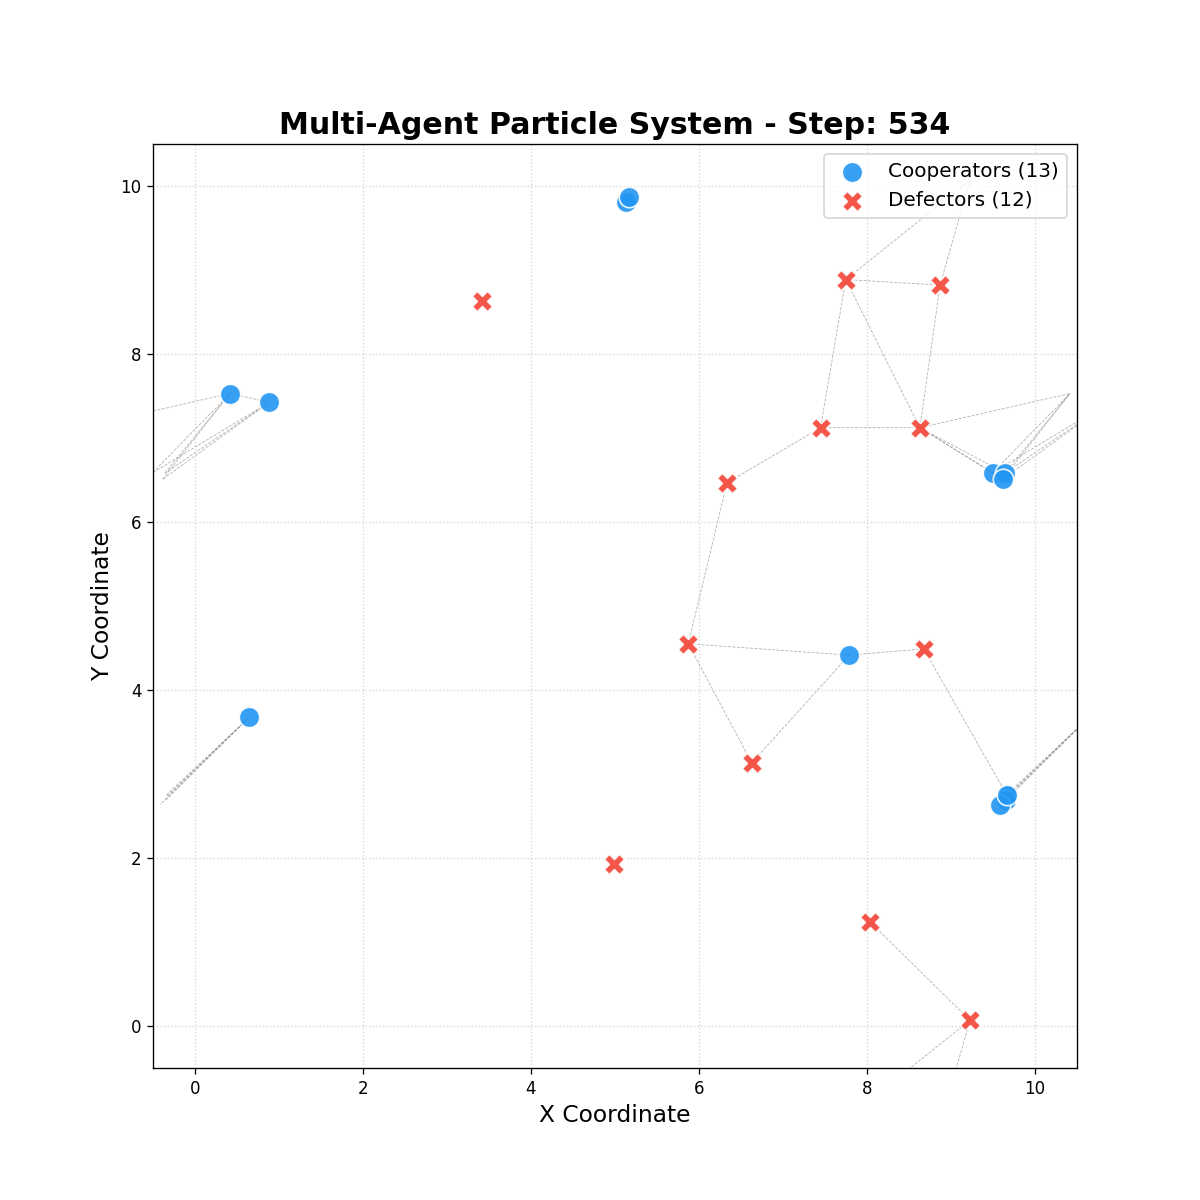 Multi-Agent Particle System - Step: 534
Cooperators (13)
Defectors (12)
10
8
6
4
2
0
Y Coordinate
0 2 4 6 8 10
X Coordinate